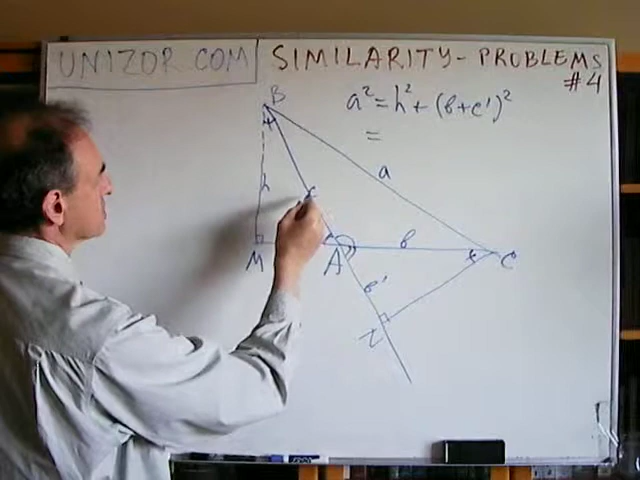 UNIZOR.COM
SIMILARITY - PROBLEMS
#4
a² = h² + (b+c')²
=
B
a
h
c
M
A
b
C
b'
N